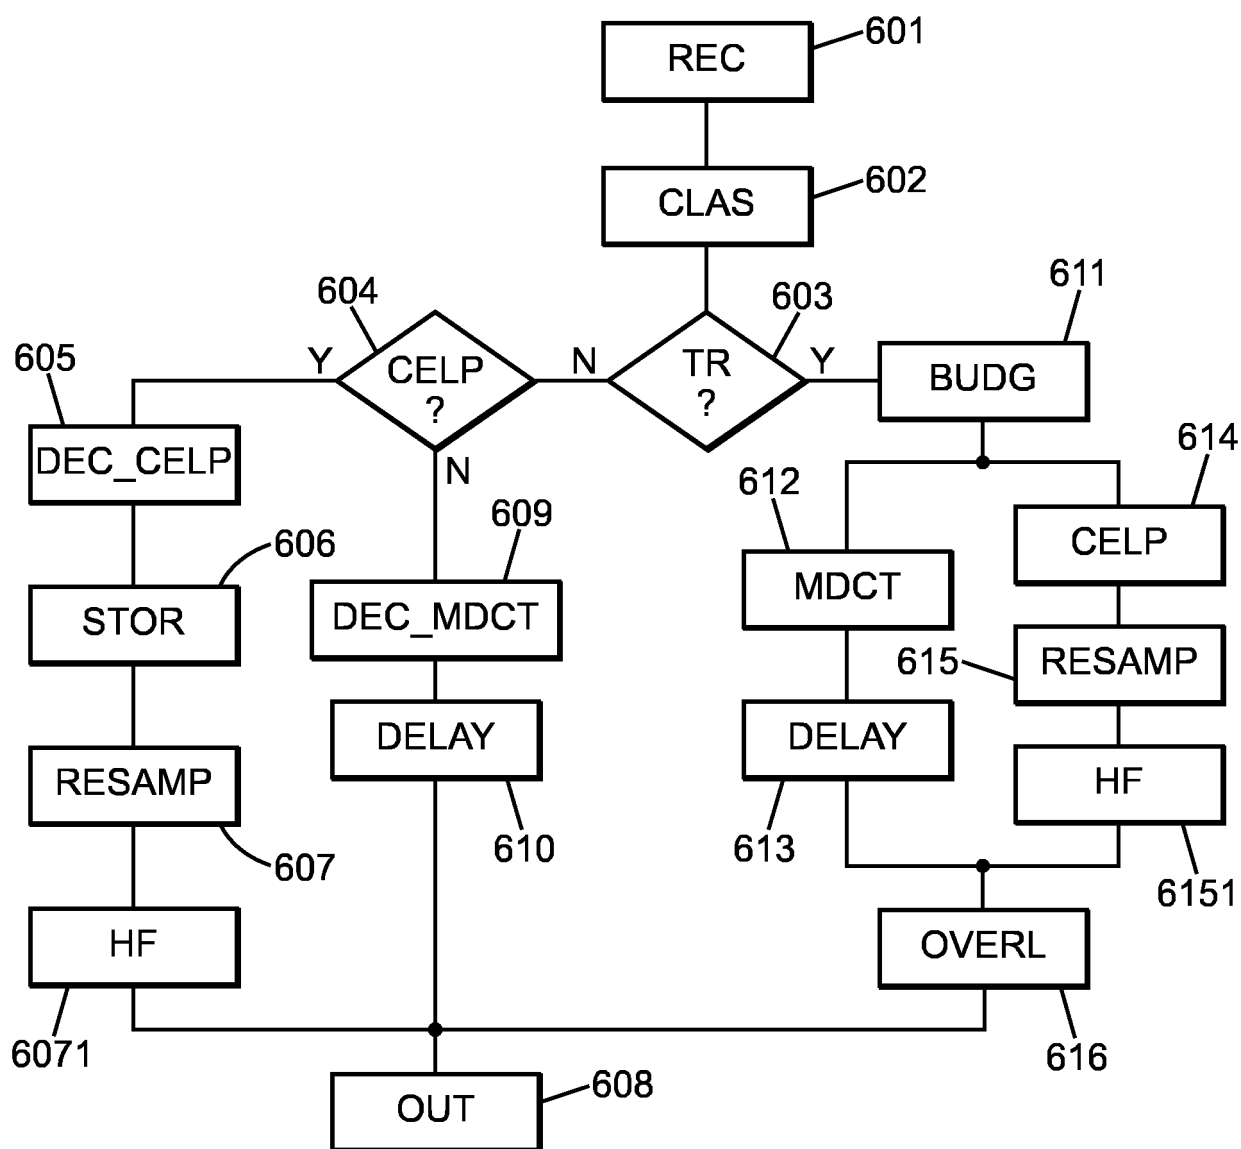 REC
601
CLAS
602
604
603
611
605
Y
CELP
?
N
TR
?
Y
BUDG
N
DEC_CELP
612
614
606
609
CELP
STOR
DEC_MDCT
MDCT
615
RESAMP
RESAMP
DELAY
DELAY
HF
607
610
613
6151
HF
OVERL
6071
616
OUT
608